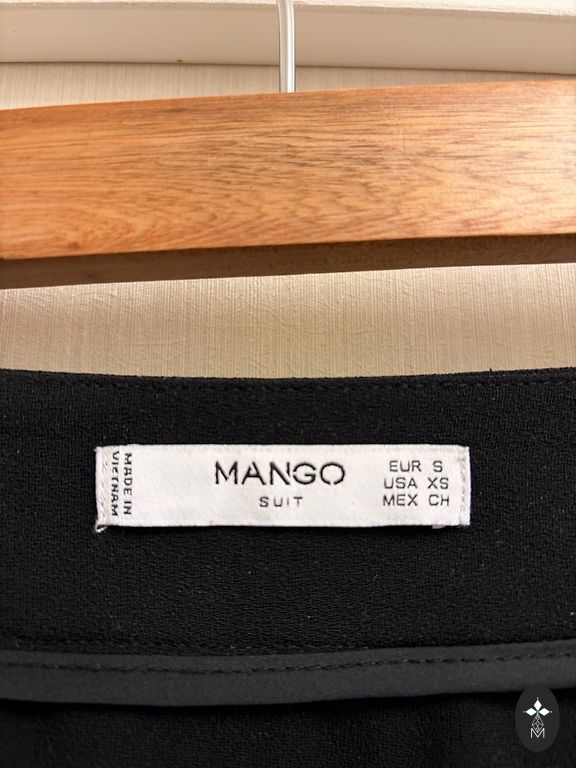 MADE IN
VIETNAM
MANGO
SUIT
EUR S
USA XS
MEX CH
M